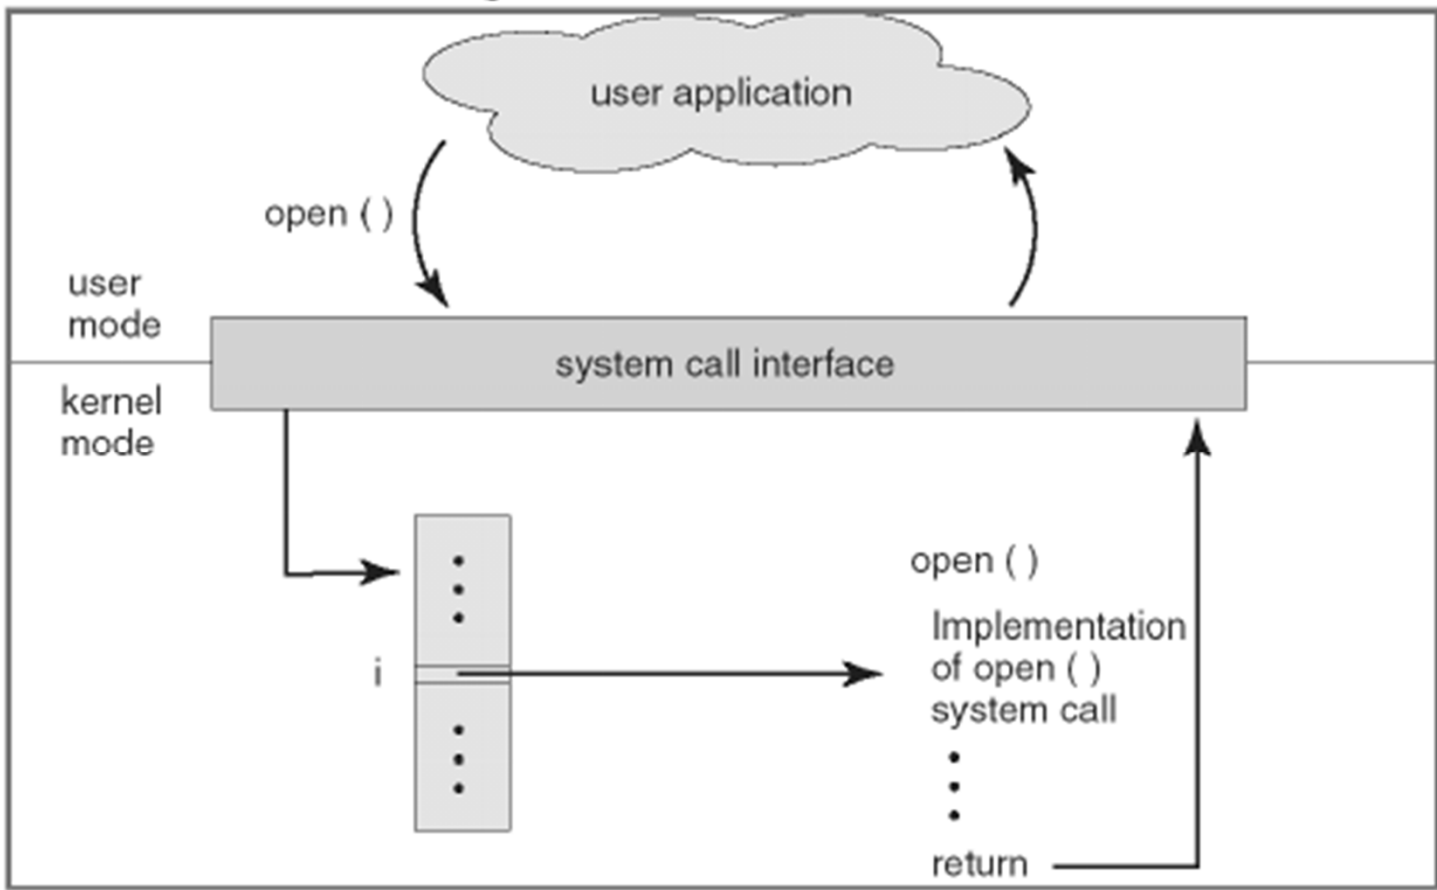 user application
open ( )
user
mode
system call interface
kernel
mode
open ( )
Implementation
of open ( )
system call
i
return